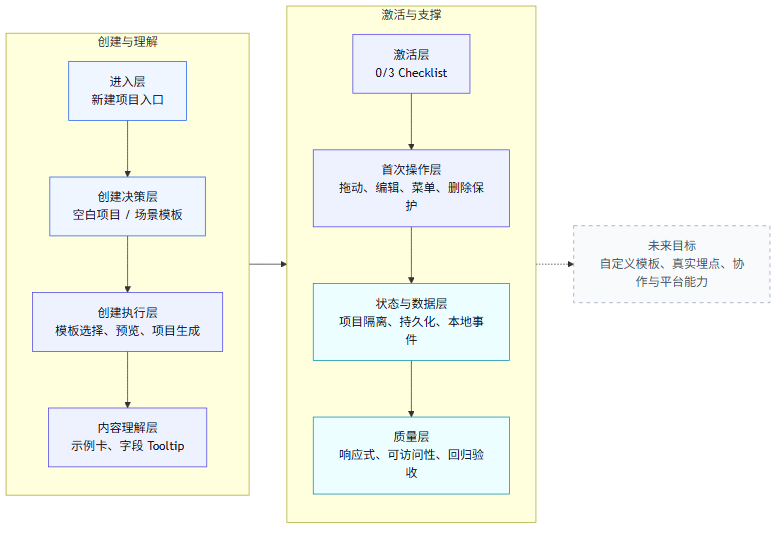 创建与理解
进入层
新建项目入口
创建决策层
空白项目 / 场景模板
创建执行层
模板选择、预览、项目生成
内容理解层
示例卡、字段 Tooltip
激活与支撑
激活层
0/3 Checklist
首次操作层
拖动、编辑、菜单、删除保
护
状态与数据层
项目隔离、持久化、本地事
件
质量层
响应式、可访问性、回归验
收
未来目标
自定义模板、真实埋点、协
作与平台能力